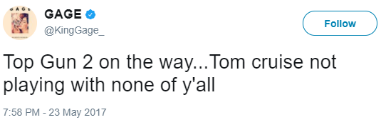 GAGE
@KingGage_
Follow
Top Gun 2 on the way...Tom cruise not
playing with none of y'all
7:58 PM - 23 May 2017